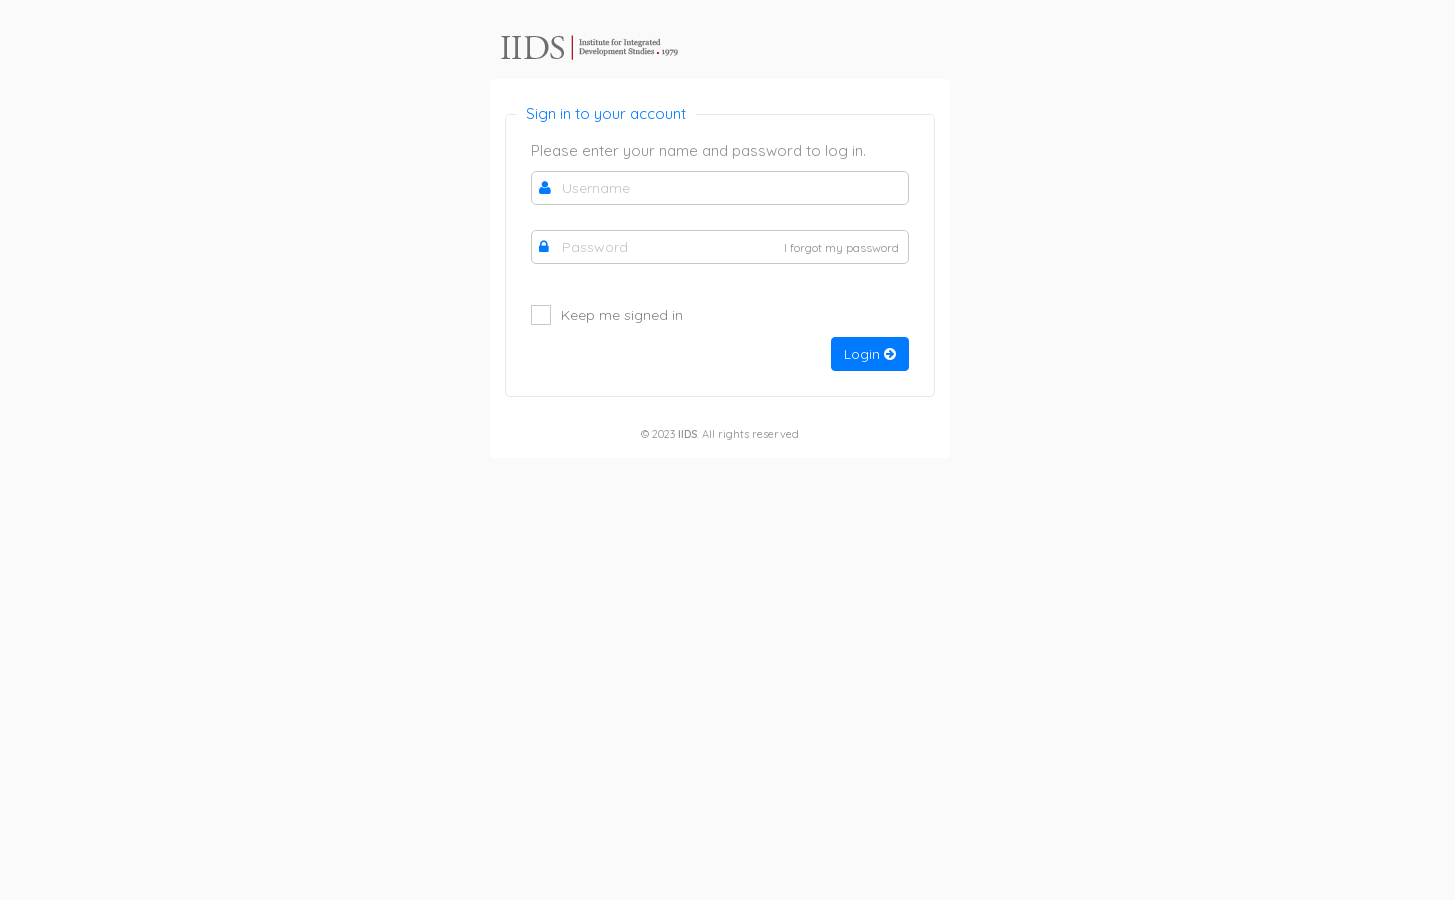 IIDS
Institute for Integrated
Development Studies • 1979
Sign in to your account
Please enter your name and password to log in.
Username
Password
I forgot my password
Keep me signed in
Login
© 2023 IIDS. All rights reserved